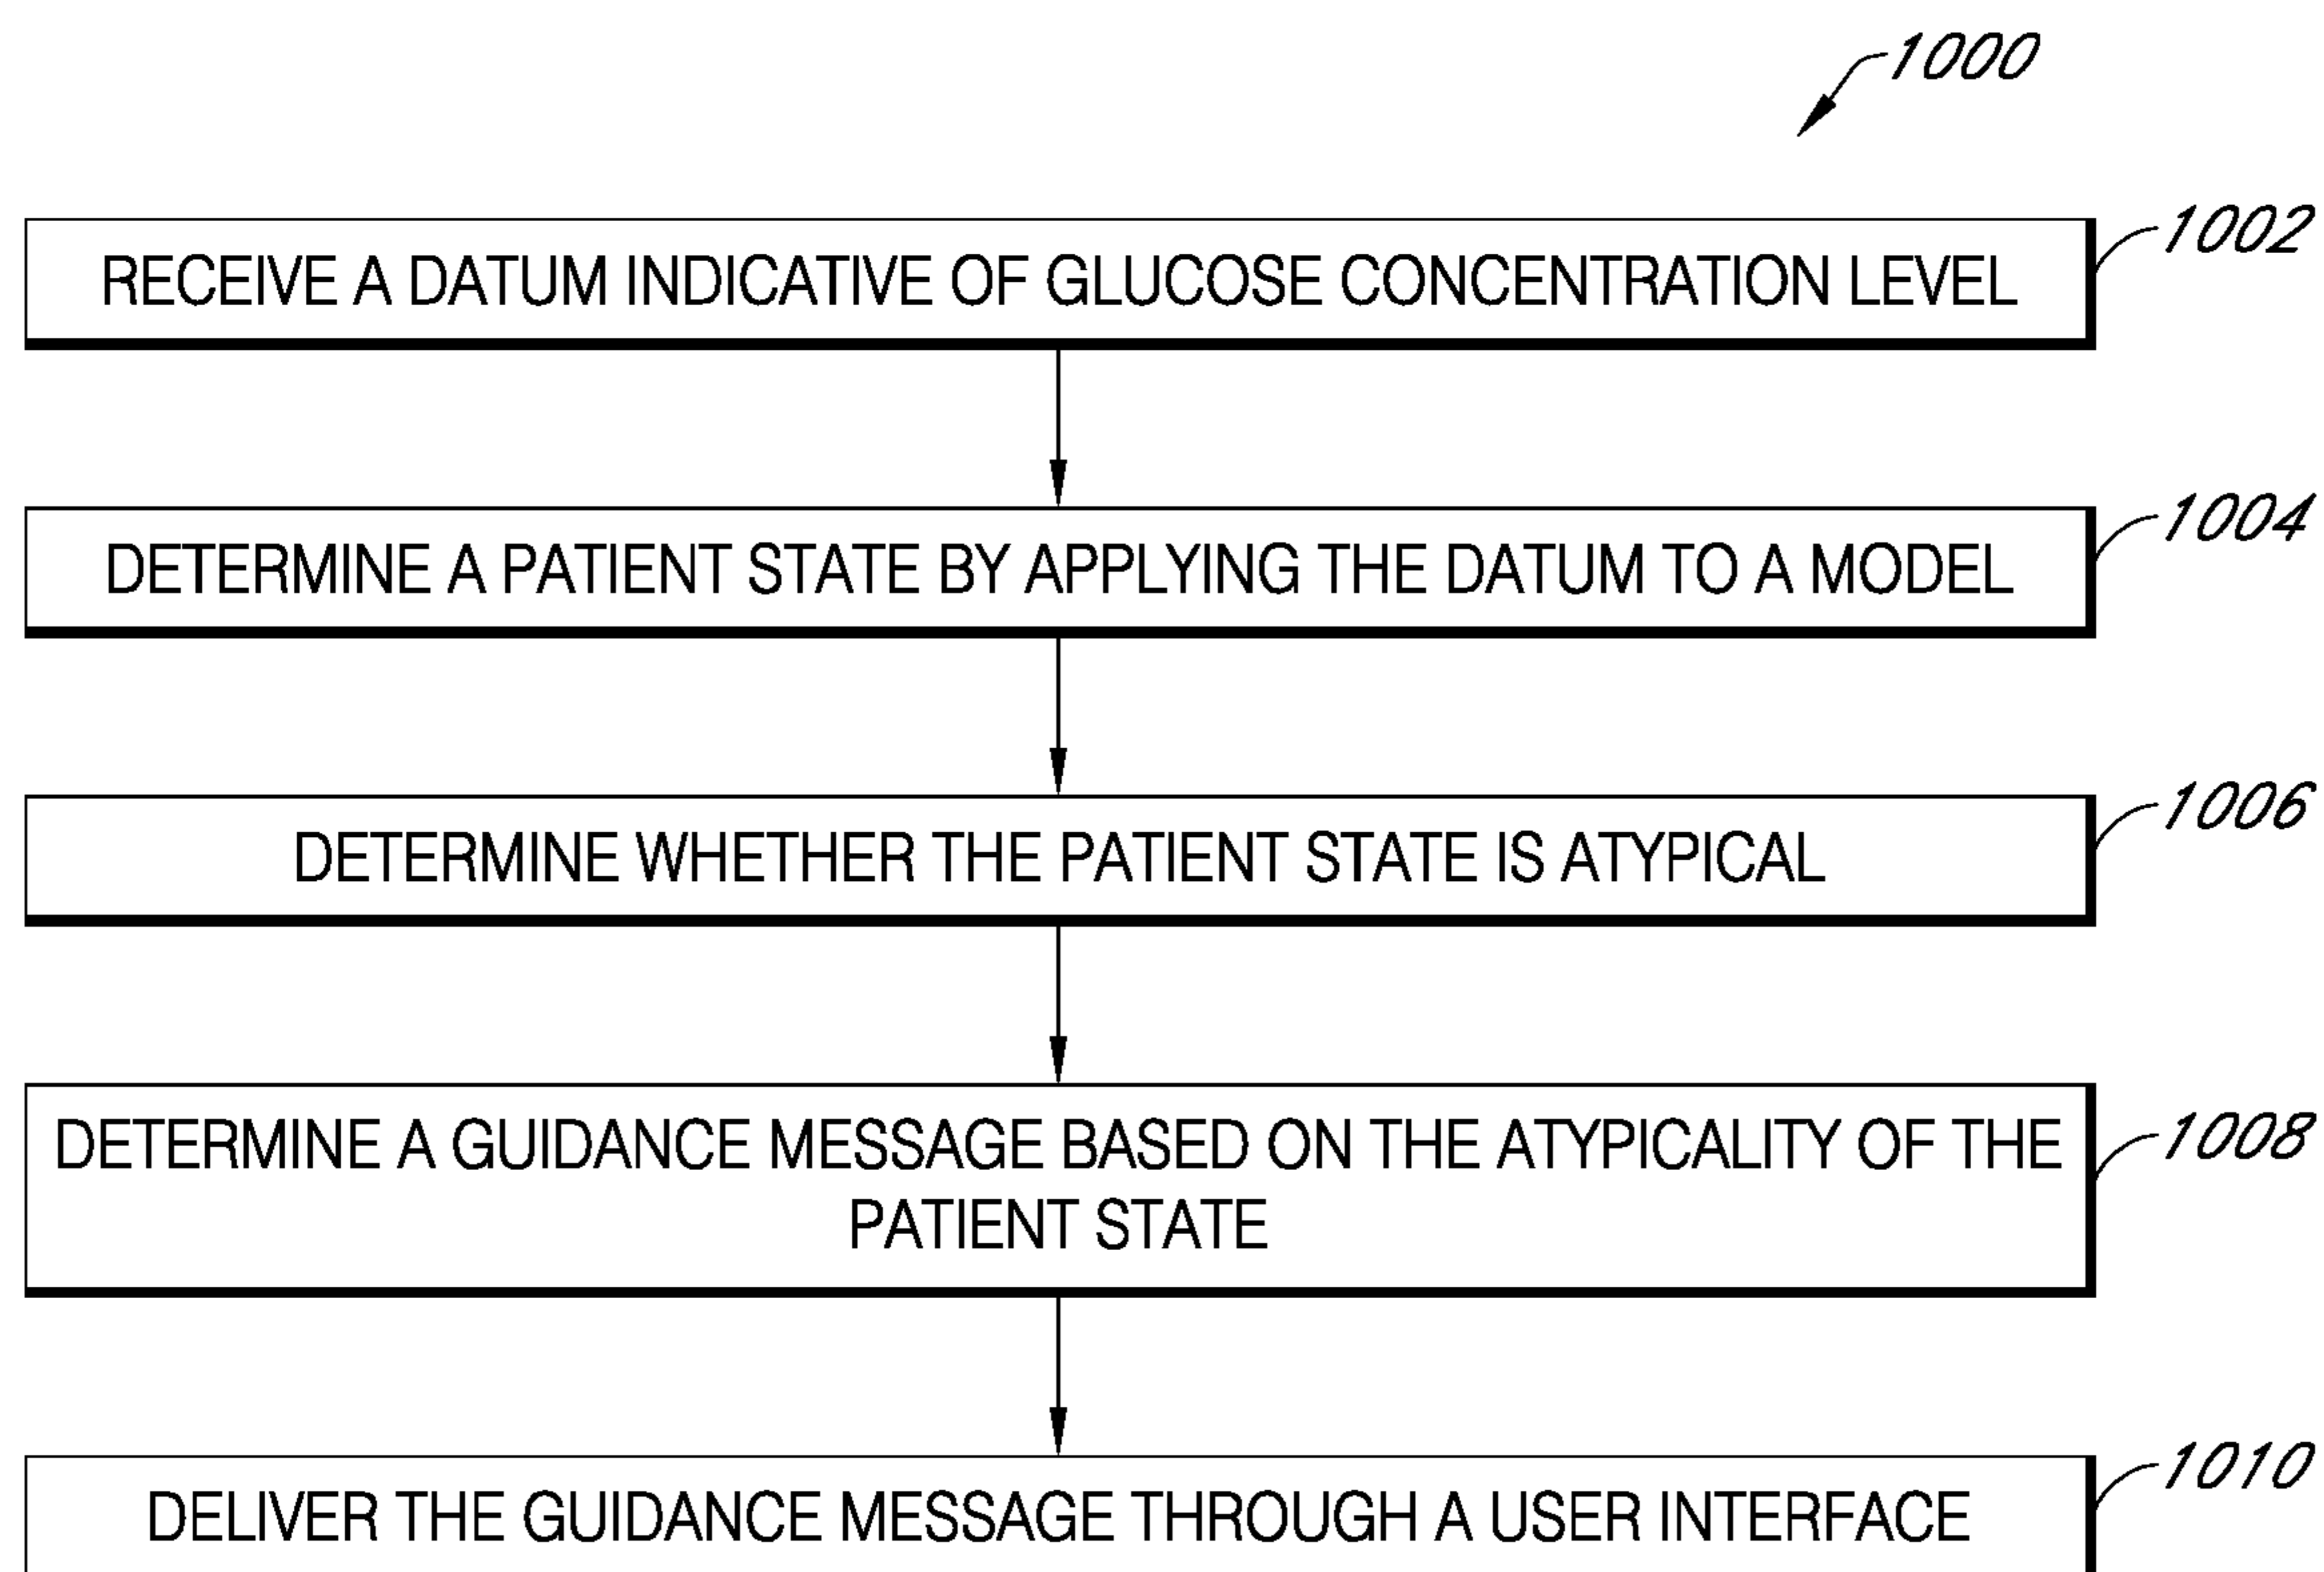 1000
RECEIVE A DATUM INDICATIVE OF GLUCOSE CONCENTRATION LEVEL
1002
DETERMINE A PATIENT STATE BY APPLYING THE DATUM TO A MODEL
1004
DETERMINE WHETHER THE PATIENT STATE IS ATYPICAL
1006
DETERMINE A GUIDANCE MESSAGE BASED ON THE ATYPICALITY OF THE
PATIENT STATE
1008
DELIVER THE GUIDANCE MESSAGE THROUGH A USER INTERFACE
1010